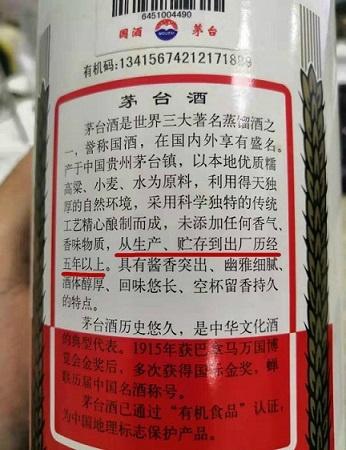 6451004490
国酒 茅台
有机码:13415674212171829
茅台酒
茅台酒是世界三大著名蒸馏酒之
一，誉称国酒，在国内外享有盛名。
产于中国贵州茅台镇，以本地优质糯
高粱、小麦、水为原料，利用得天独
厚的自然环境，采用科学独特的传统
工艺精心酿制而成，未添加任何香气、
香味物质，从生产、贮存到出厂历经
五年以上。具有酱香突出、幽雅细腻、
酒体醇厚、回味悠长、空杯留香持久
的特点。
茅台酒历史悠久，是中华文化酒
的典型代表。1915年获巴拿马万国博
览会金奖后，多次获得国际金奖，蝉
联历届中国名酒称号。
茅台酒已通过“有机食品”认证，
为中国地理标志保护产品。